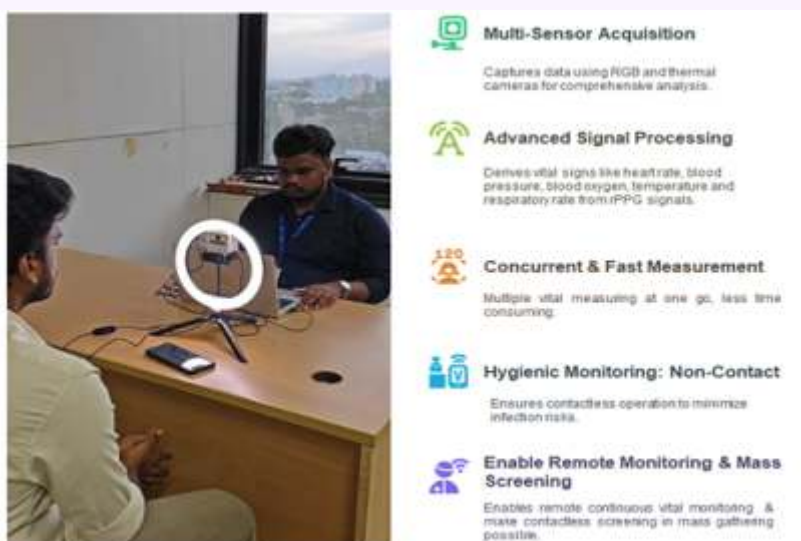 Multi-Sensor Acquisition
Captures data using RGB and thermal
cameras for comprehensive analysis.
Advanced Signal Processing
Derives vital signs like heart rate, blood
pressure, blood oxygen, temperature and
respiratory rate from rPPG signals.
120
Concurrent & Fast Measurement
Multiple vital measuring at one go, less time
consuming.
Hygienic Monitoring: Non-Contact
Ensures contactless operation to minimize
infection risks.
Enable Remote Monitoring & Mass
Screening
Enables remote continuous vital monitoring &
make contactless screening in mass gathering
possible.